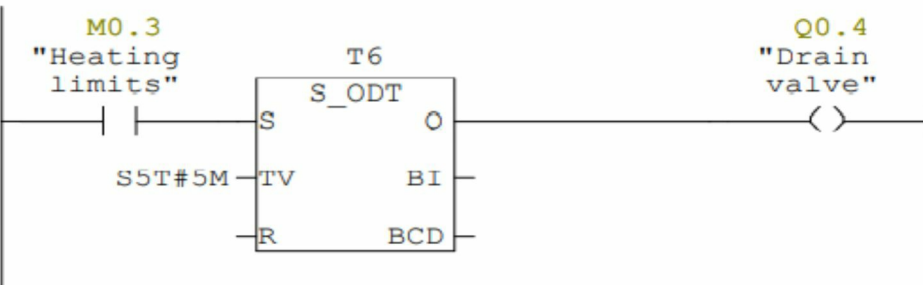 M0.3
"Heating
limits"
T6
S_ODT
S
O
S5T#5M
TV
BI
R
BCD
Q0.4
"Drain
valve"